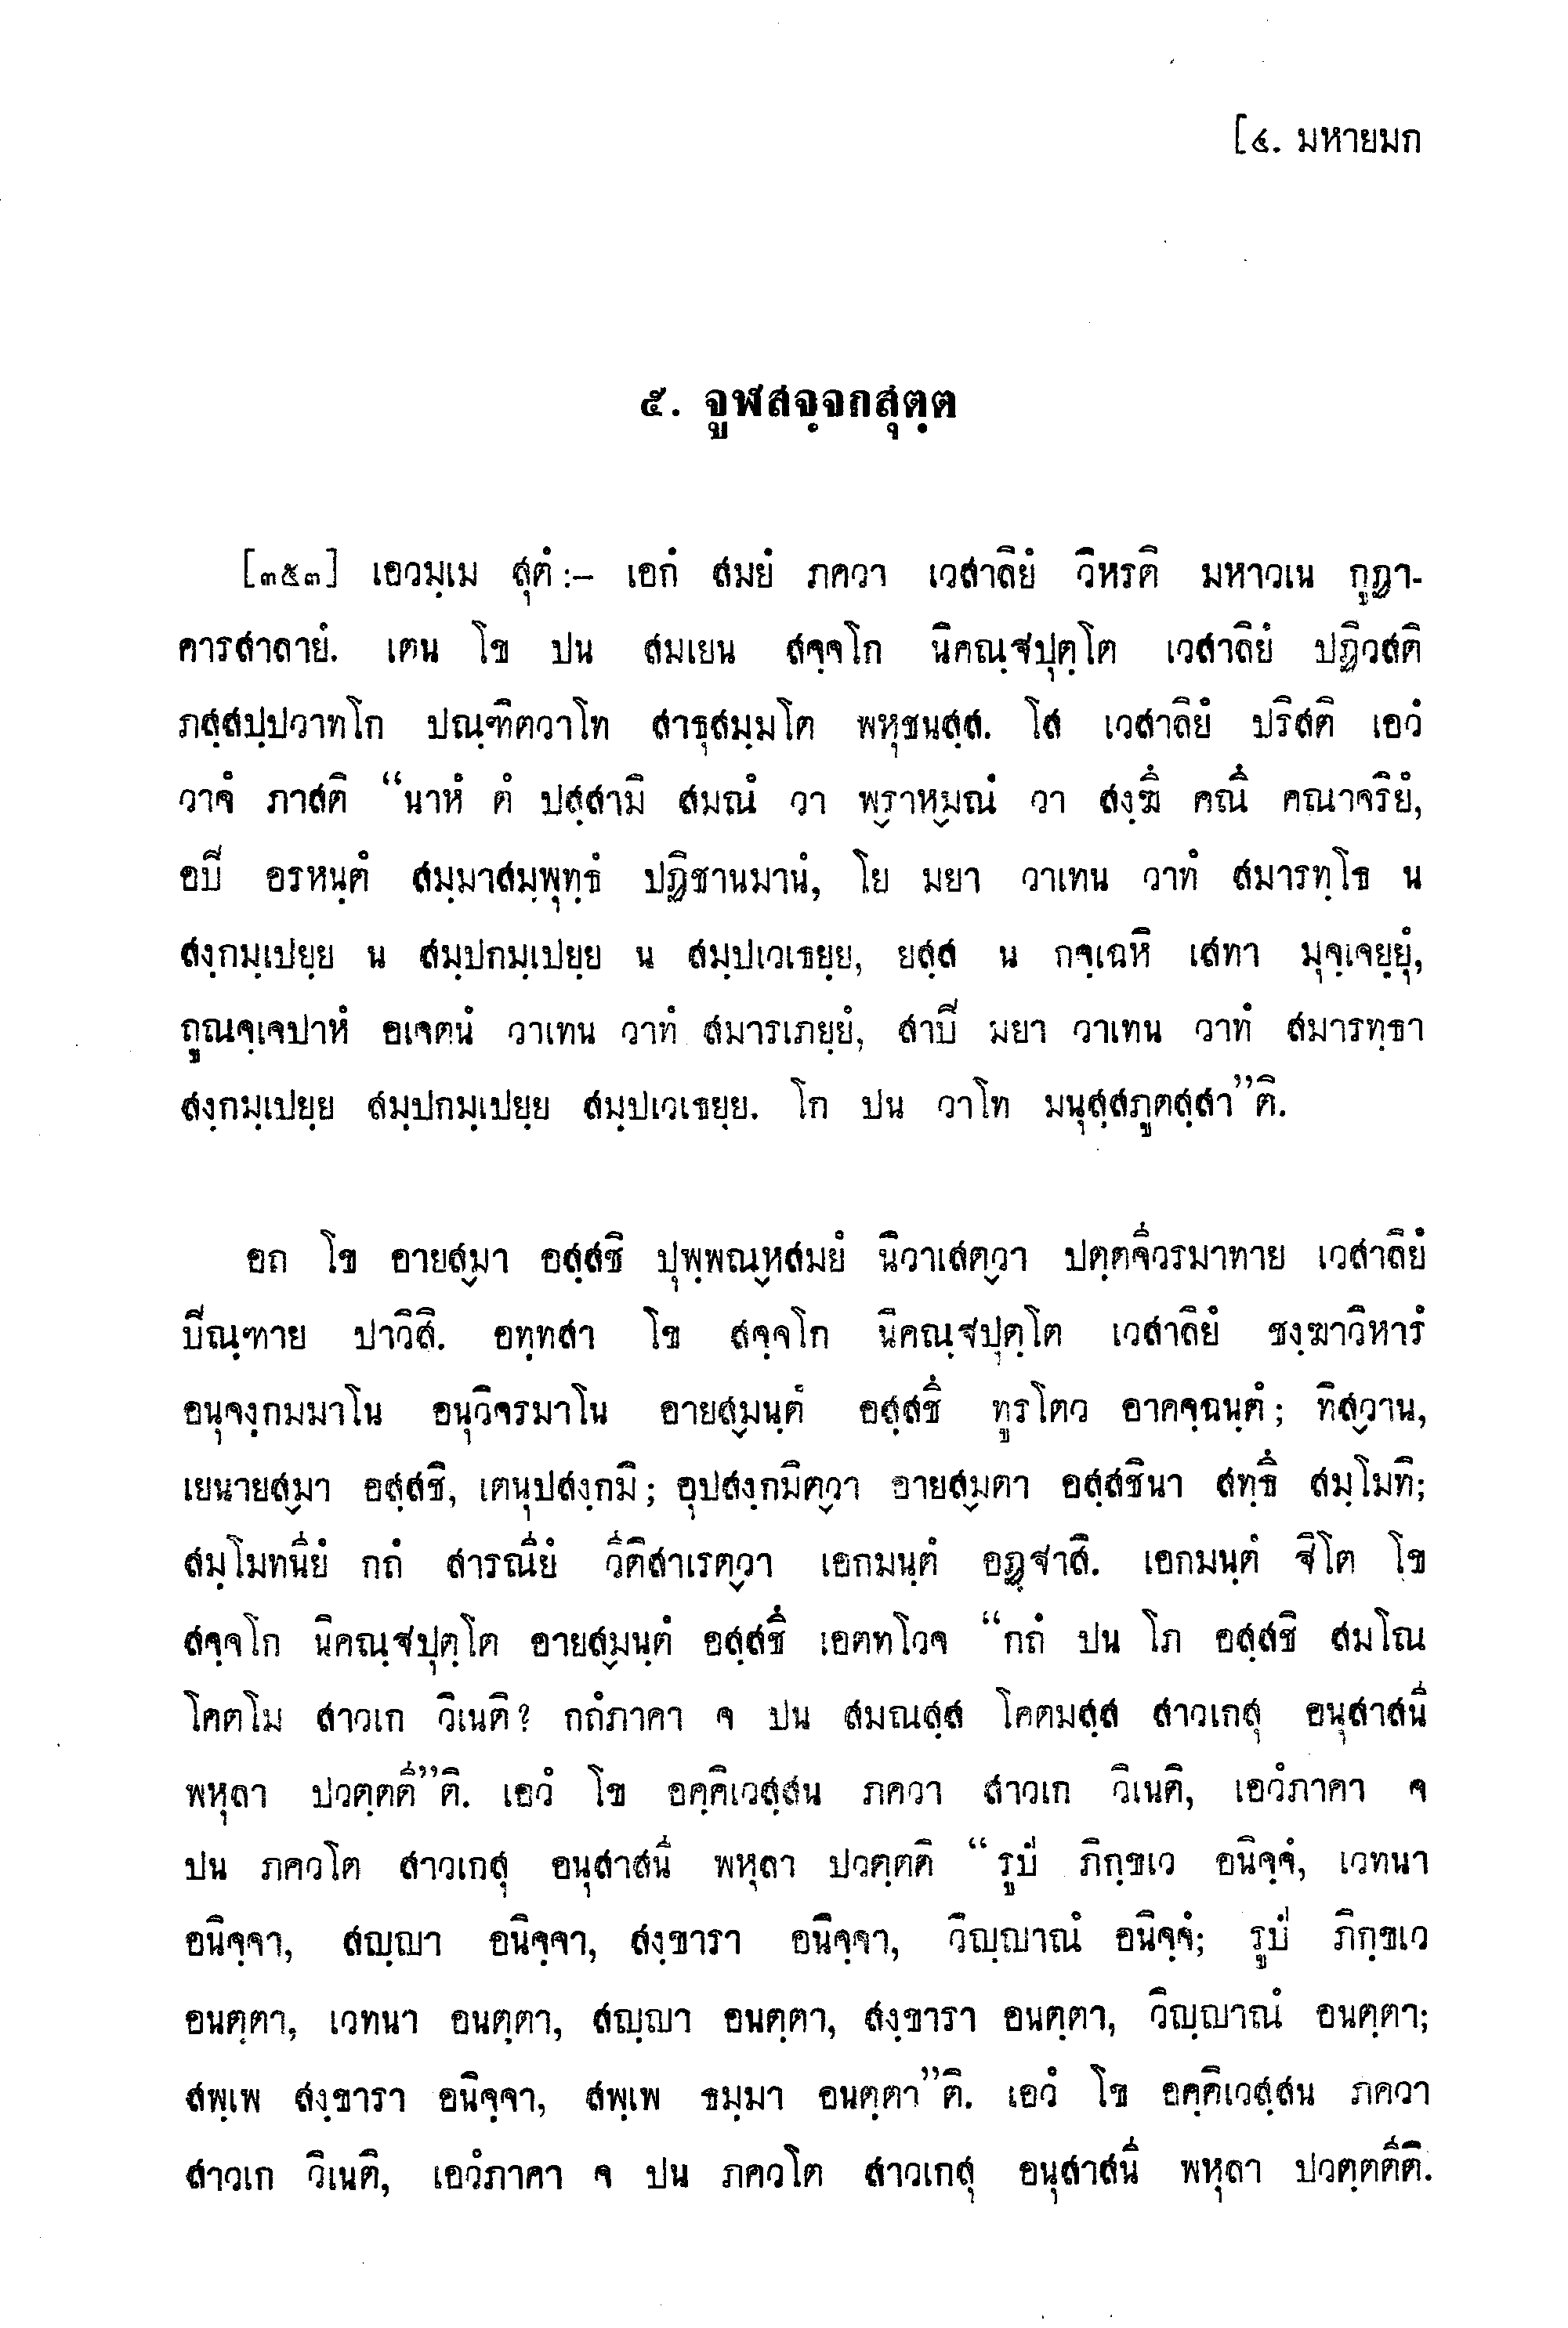 [๔. มหายมก
๕. จูฬสจฺจกสุตฺต
[๓๕๓] เอวมฺเม สุตํ :– เอกํ สมยํ ภควา เวสาลิยํ วิหรติ มหาวเน กูฏา-
คารสาลายํ. เตน โข ปน สมเยน สจฺจโก นิคณฺฐปุตฺโต เวสาลิยํ ปฏิวสติ
ภสฺสปฺปวาทโก ปณฺฑิตวาโท สาธุสมฺมโต พหุชนสฺส. โส เวสาลิยํ ปริสติ เอวํ
วาจํ ภาสติ “นาหํ ตํ ปสฺสามิ สมณํ วา พฺราหฺมณํ วา สงฺฆึ คณึ คณาจริยํ,
อปิ อรหนฺตํ สมฺมาสมฺพุทฺธํ ปฏิชานมานํ, โย มยา วาเทน วาทํ สมารทฺโธ น
สงฺกมฺเปยฺย น สมฺปกมฺเปยฺย น สมฺปเวเธยฺย, ยสฺส น กจฺเฉหิ เสทา มุจฺเจยฺยุํ,
ถูณญฺเจปาหํ อเจตนํ วาเทน วาทํ สมารเภยฺยํ, สาปิ มยา วาเทน วาทํ สมารทฺธา
สงฺกมฺเปยฺย สมฺปกมฺเปยฺย สมฺปเวเธยฺย. โก ปน วาโท มนุสฺสภูตสฺสา”ติ.
อถ โข อายสฺมา อสฺสชิ ปุพฺพณฺหสมยํ นิวาเสตฺวา ปตฺตจีวรมาทาย เวสาลิยํ
ปิณฺฑาย ปาวิสิ. อทฺทสา โข สจฺจโก นิคณฺฐปุตฺโต เวสาลิยํ ชงฺฆาวิหารํ
อนุจงฺกมมาโน อนุวิจรมาโน อายสฺมนฺตํ อสฺสชึ ทูรโตว อาคจฺฉนฺตํ ; ทิสฺวาน,
เยนายสฺมา อสฺสชิ, เตนุปสงฺกมิ ; อุปสงฺกมิตฺวา อายสฺมตา อสฺสชินา สทฺธึ สมฺโมทิ;
สมฺโมทนียํ กถํ สารณียํ วีติสาเรตฺวา เอกมนฺตํ อฏฺฐาสิ. เอกมนฺตํ ฐิโต โข
สจฺจโก นิคณฺฐปุตฺโต อายสฺมนฺตํ อสฺสชึ เอตทโวจ “กถํ ปน โภ อสฺสชิ สมโณ
โคตโม สาวเก วิเนติ? กถํภาคา จ ปน สมณสฺส โคตมสฺส สาวเกสุ อนุสาสนี
พหุลา ปวตฺตตี”ติ. เอวํ โข อคฺคิเวสฺสน ภควา สาวเก วิเนติ, เอวํภาคา จ
ปน ภควโต สาวเกสุ อนุสาสนี พหุลา ปวตฺตติ “รูปํ ภิกฺขเว อนิจฺจํ, เวทนา
อนิจฺจา, สญฺญา อนิจฺจา, สงฺขารา อนิจฺจา, วิญฺญาณํ อนิจฺจํ; รูปํ ภิกฺขเว
อนตฺตา, เวทนา อนตฺตา, สญฺญา อนตฺตา, สงฺขารา อนตฺตา, วิญฺญาณํ อนตฺตา;
สพฺเพ สงฺขารา อนิจฺจา, สพฺเพ ธมฺมา อนตฺตา”ติ. เอวํ โข อคฺคิเวสฺสน ภควา
สาวเก วิเนติ, เอวํภาคา จ ปน ภควโต สาวเกสุ อนุสาสนี พหุลา ปวตฺตตีติ.